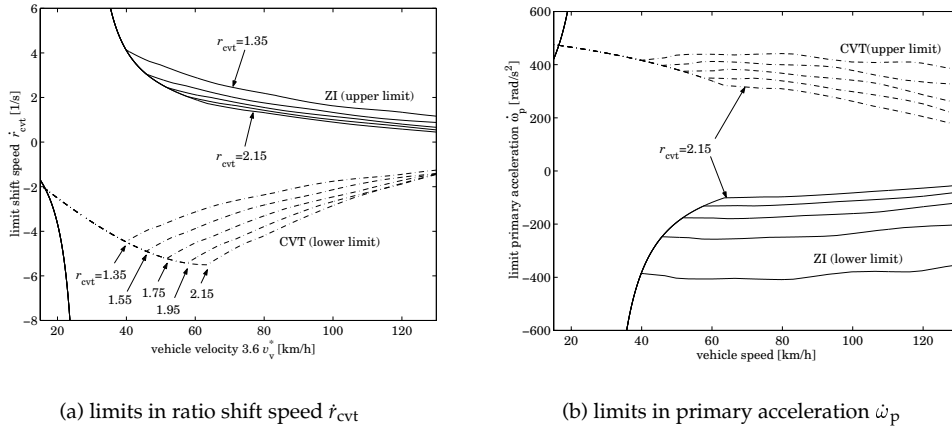 6
4
2
0
-2
-4
-6
-8
20
40
60
80
100
120
limit shift speed ṙcvt [1/s]
vehicle velocity 3.6 v*v [km/h]
rcvt=1.35
ZI (upper limit)
rcvt=2.15
CVT (lower limit)
rcvt=1.35
1.55
1.75
1.95
2.15
(a) limits in ratio shift speed ṙcvt
600
400
200
0
-200
-400
-600
20
40
60
80
100
120
limit primary acceleration ω̇p [rad/s²]
vehicle speed [km/h]
CVT(upper limit)
rcvt=2.15
ZI (lower limit)
(b) limits in primary acceleration ω̇p